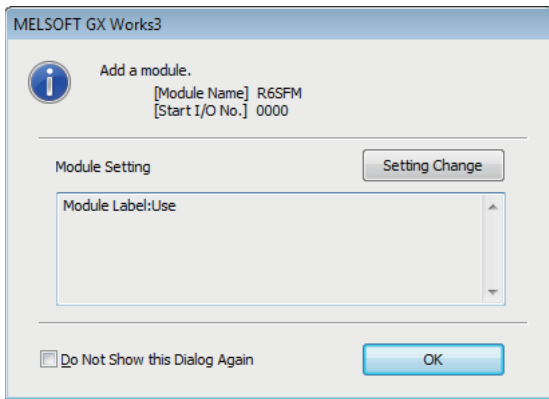 MELSOFT GX Works3
Add a module.
[Module Name] R6SFM
[Start I/O No.] 0000
Module Setting
Setting Change
Module Label:Use
Do Not Show this Dialog Again
OK